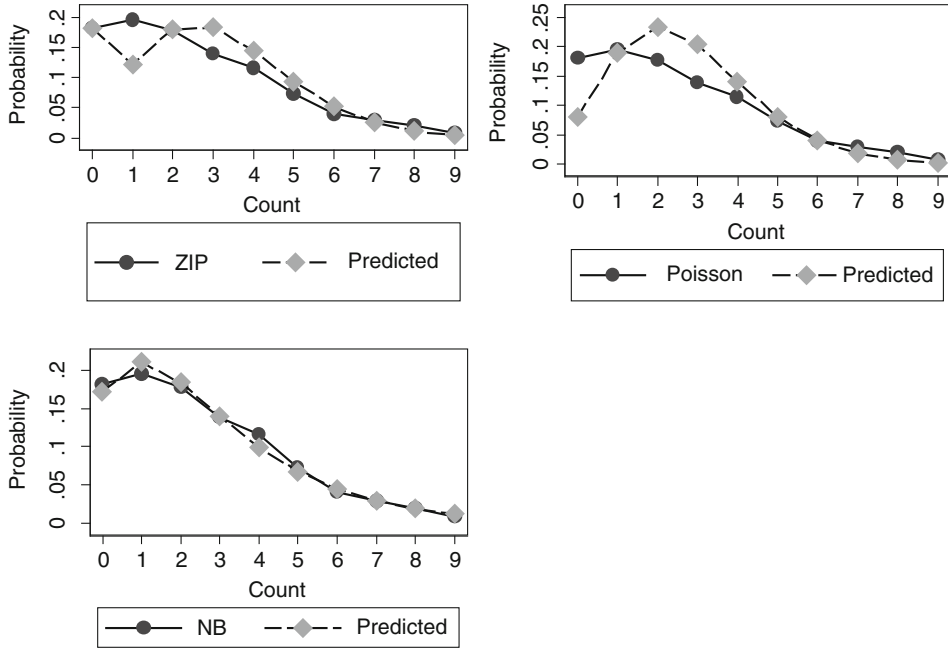 Probability
.2
.15
.1
.05
0
0 1 2 3 4 5 6 7 8 9
Count
ZIP Predicted
Probability
.25
.2
.15
.1
.05
0
0 1 2 3 4 5 6 7 8 9
Count
Poisson Predicted
Probability
.2
.15
.1
.05
0
0 1 2 3 4 5 6 7 8 9
Count
NB Predicted